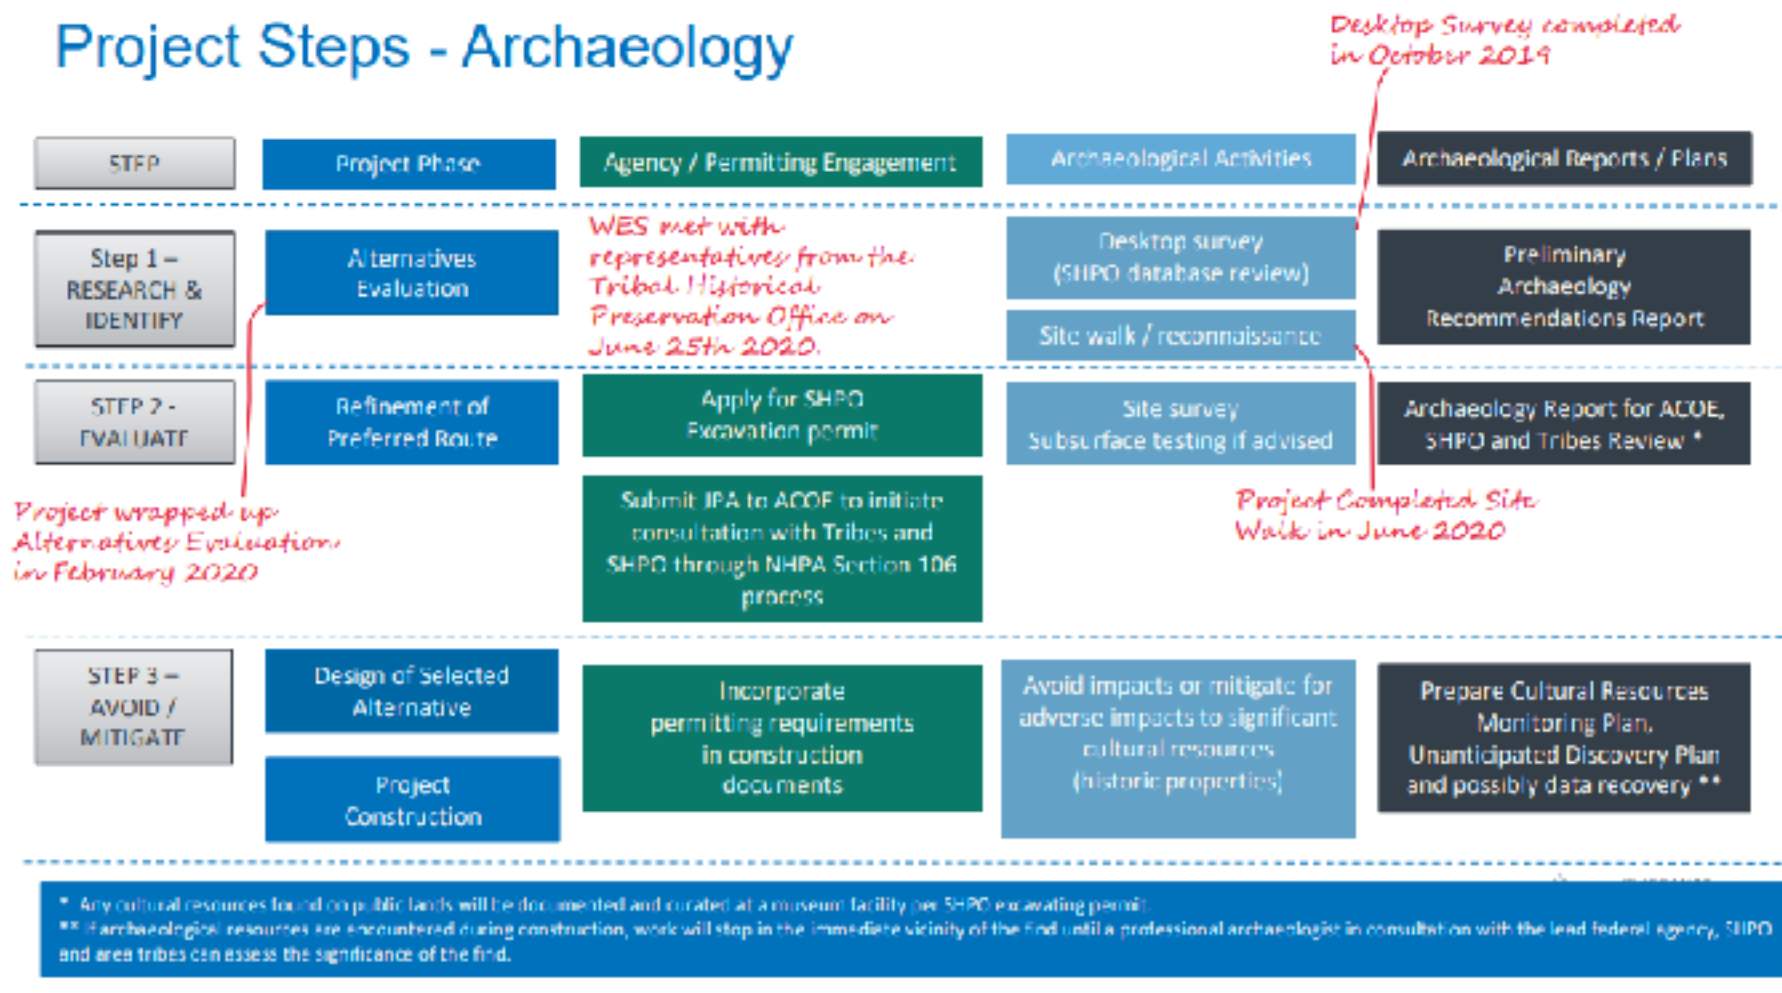 Project Steps - Archaeology
Desktop Survey completed
in October 2019
STEP
Project Phase
Agency / Permitting Engagement
Archaeological Activities
Archaeological Reports / Plans
Step 1 –
RESEARCH &
IDENTIFY
Alternatives
Evaluation
WES met with
representatives from the
Tribal Historical
Preservation Office on
June 25th 2020.
Desktop survey
(SHPO database review)
Site walk / reconnaissance
Preliminary
Archaeology
Recommendations Report
STEP 2 -
EVALUATE
Refinement of
Preferred Route
Apply for SHPO
Excavation permit
Site survey
Subsurface testing if advised
Archaeology Report for ACOE,
SHPO and Tribes Review *
Submit JPA to ACOE to initiate
consultation with Tribes and
SHPO through NHPA Section 106
process
Project wrapped up
Alternatives Evaluation
in February 2020
Project Completed Site
Walk in June 2020
STEP 3 –
AVOID /
MITIGATE
Design of Selected
Alternative
Project
Construction
Incorporate
permitting requirements
in construction
documents
Avoid impacts or mitigate for
adverse impacts to significant
cultural resources
(historic properties)
Prepare Cultural Resources
Monitoring Plan,
Unanticipated Discovery Plan
and possibly data recovery **
* Any cultural resources found on public lands will be documented and curated at a museum facility per SHPO excavating permit.
** If archaeological resources are encountered during construction, work will stop in the immediate vicinity of the find until a professional archaeologist in consultation with the lead federal agency, SHPO
and area tribes can assess the significance of the find.